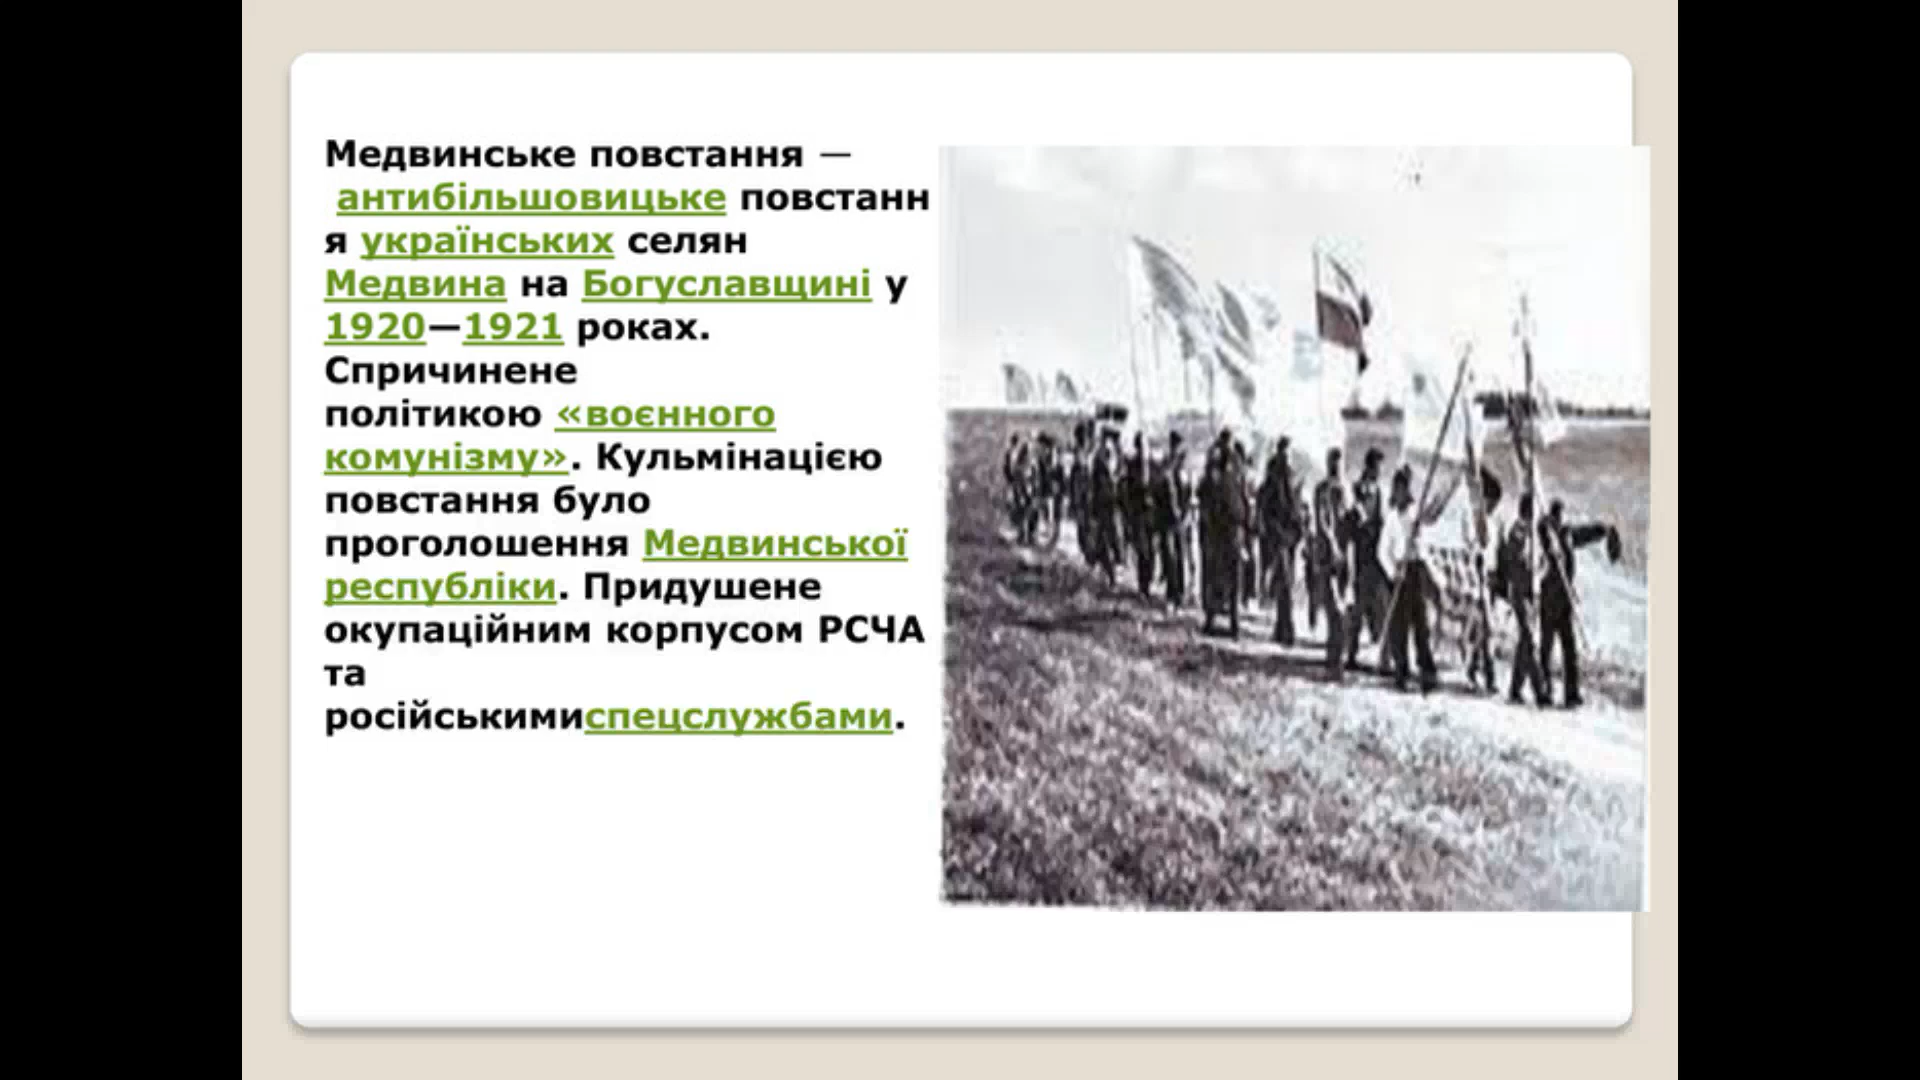 Медвинське повстання —
антибільшовицьке повстанн
я українських селян
Медвина на Богуславщині у
1920—1921 роках.
Спричинене
політикою «воєнного
комунізму». Кульмінацією
повстання було
проголошення Медвинської
республіки. Придушене
окупаційним корпусом РСЧА
та
російськимиспецслужбами.